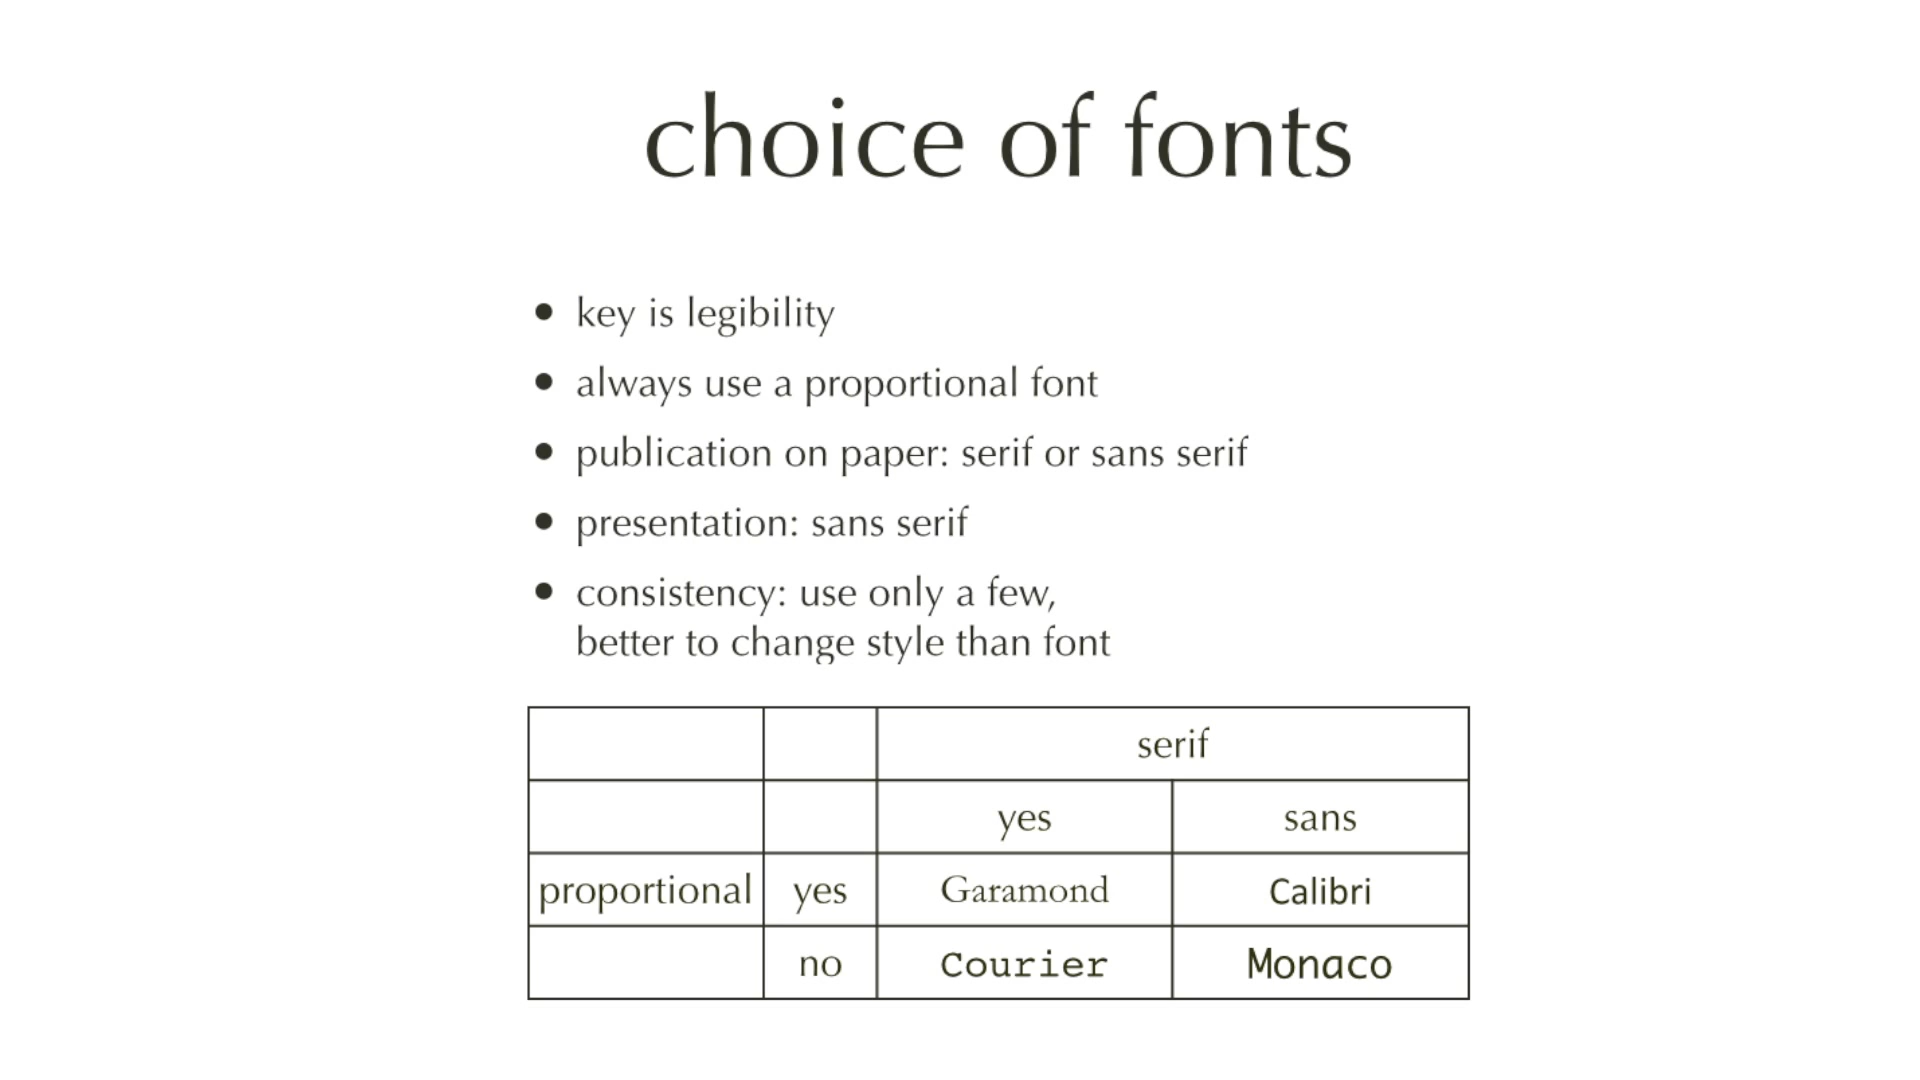 choice of fonts
• key is legibility
• always use a proportional font
• publication on paper: serif or sans serif
• presentation: sans serif
• consistency: use only a few,
better to change style than font
serif
yes sans
proportional yes Garamond Calibri
no Courier Monaco